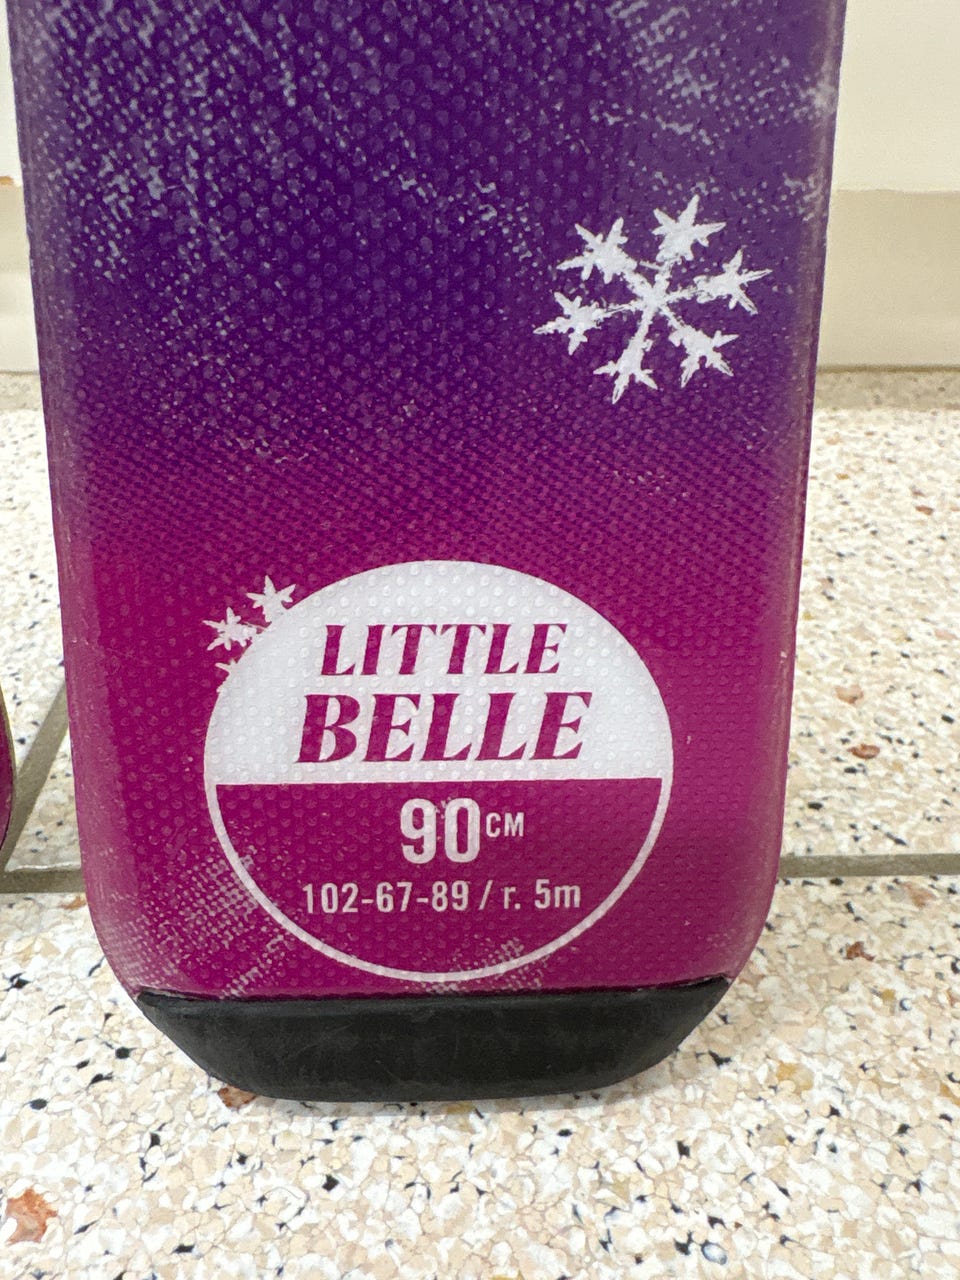 LITTLE
BELLE
90CM
102-67-89 / r. 5m